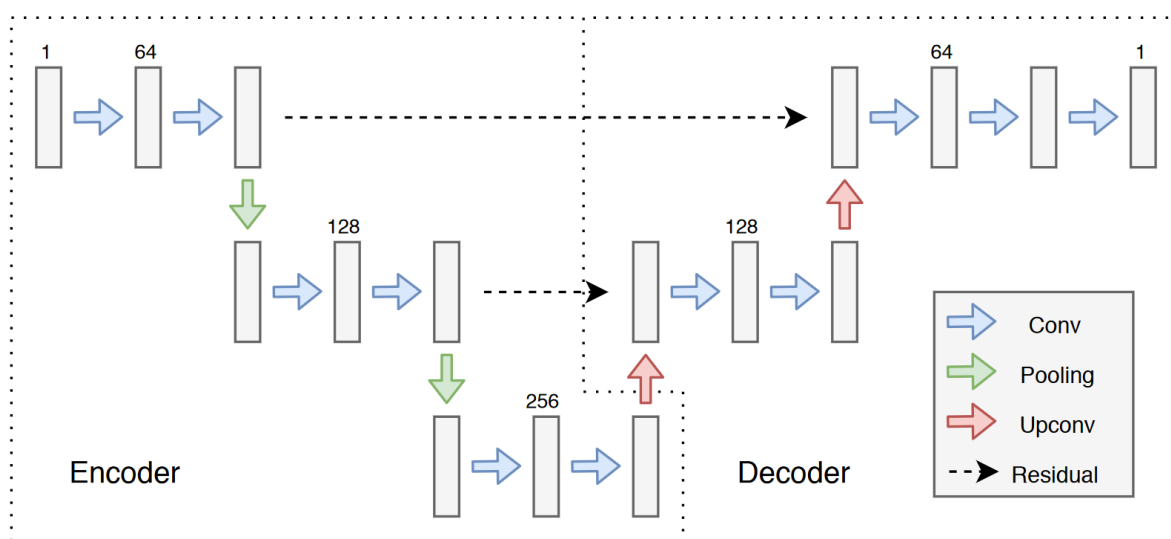 1
64
64
1
128
128
256
Encoder
Decoder
Conv
Pooling
Upconv
Residual